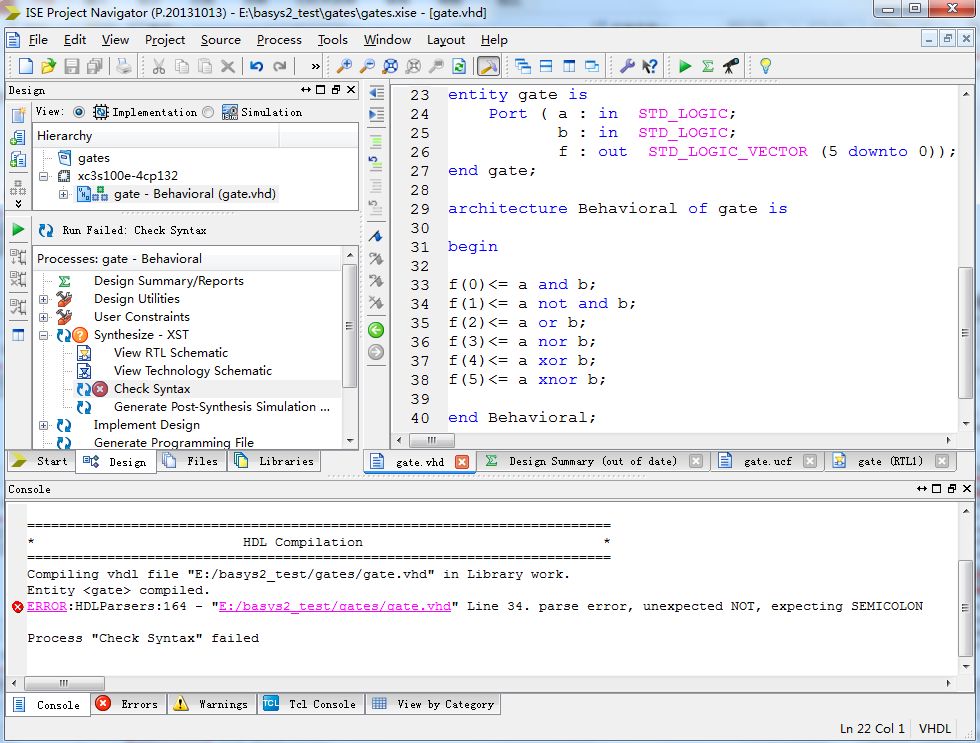 ISE Project Navigator (P.20131013) - E:\basys2_test\gates\gates.xise - [gate.vhd]
File Edit View Project Source Process Tools Window Layout Help
»
Design
View: Implementation Simulation
Hierarchy
gates
xc3s100e-4cp132
gate - Behavioral (gate.vhd)
Run Failed: Check Syntax
Processes: gate - Behavioral
Design Summary/Reports
Design Utilities
User Constraints
Synthesize - XST
View RTL Schematic
View Technology Schematic
Check Syntax
Generate Post-Synthesis Simulation ...
Implement Design
Generate Programming File
Start Design Files Libraries
23 entity gate is
24 Port ( a : in STD_LOGIC;
25 b : in STD_LOGIC;
26 f : out STD_LOGIC_VECTOR (5 downto 0));
27 end gate;
28
29 architecture Behavioral of gate is
30
31 begin
32
33 f(0)<= a and b;
34 f(1)<= a not and b;
35 f(2)<= a or b;
36 f(3)<= a nor b;
37 f(4)<= a xor b;
38 f(5)<= a xnor b;
39
40 end Behavioral;
gate.vhd Design Summary (out of date) gate.ucf gate (RTL1)
Console
=========================================================================
* HDL Compilation *
=========================================================================
Compiling vhdl file "E:/basys2_test/gates/gate.vhd" in Library work.
Entity <gate> compiled.
ERROR:HDLParsers:164 - "E:/basys2_test/gates/gate.vhd" Line 34. parse error, unexpected NOT, expecting SEMICOLON
Process "Check Syntax" failed
Console Errors Warnings Tcl Console View by Category
Ln 22 Col 1 VHDL